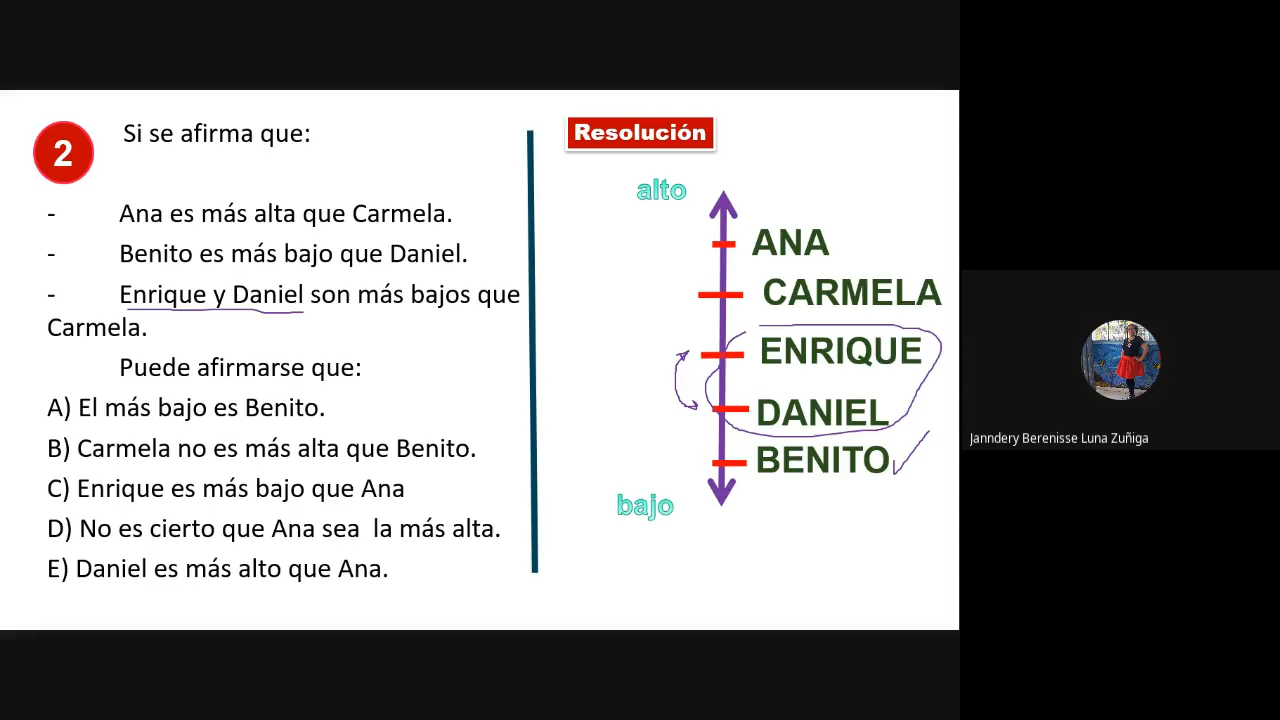 2
Si se afirma que:
- Ana es más alta que Carmela.
- Benito es más bajo que Daniel.
- Enrique y Daniel son más bajos que
Carmela.
Puede afirmarse que:
A) El más bajo es Benito.
B) Carmela no es más alta que Benito.
C) Enrique es más bajo que Ana
D) No es cierto que Ana sea la más alta.
E) Daniel es más alto que Ana.
Resolución
alto
ANA
CARMELA
ENRIQUE
DANIEL
BENITO
bajo
Janndery Berenisse Luna Zuñiga